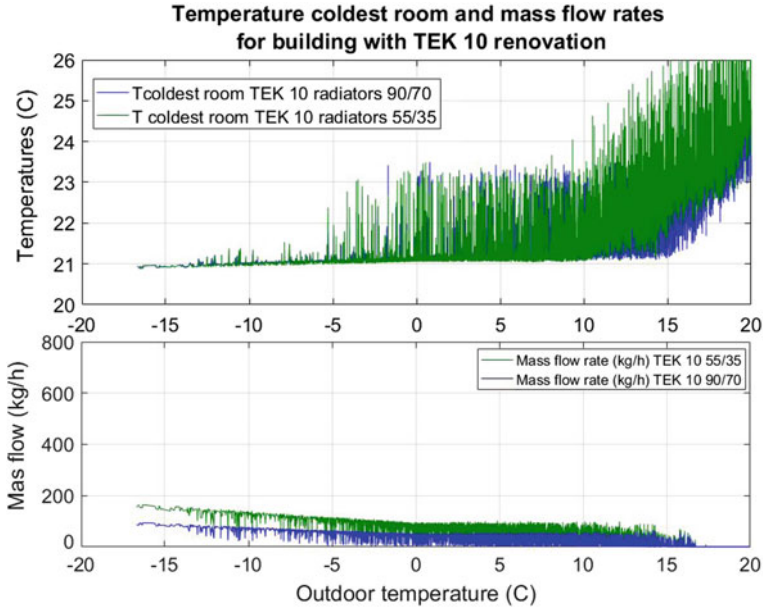 Temperature coldest room and mass flow rates
for building with TEK 10 renovation
Temperatures (C)
26
25
24
23
22
21
20
Tcoldest room TEK 10 radiators 90/70
T coldest room TEK 10 radiators 55/35
-20 -15 -10 -5 0 5 10 15 20
Mas flow (kg/h)
800
600
400
200
0
Mass flow rate (kg/h) TEK 10 55/35
Mass flow rate (kg/h) TEK 10 90/70
-20 -15 -10 -5 0 5 10 15 20
Outdoor temperature (C)